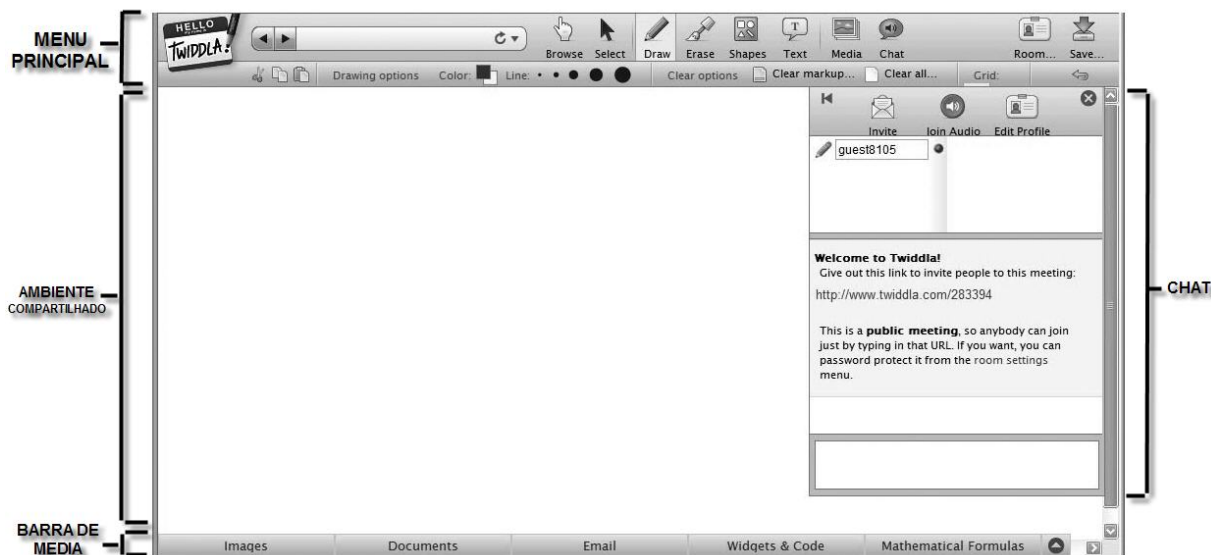 MENU PRINCIPAL
HELLO
TWIDDLA!
Browse Select Draw Erase Shapes Text Media Chat Room... Save...
Drawing options Color: Line: Clear options Clear markup... Clear all... Grid:
Invite Join Audio Edit Profile
guest8105
Welcome to Twiddla!
Give out this link to invite people to this meeting:
http://www.twiddla.com/283394
This is a public meeting, so anybody can join
just by typing in that URL. If you want, you can
password protect it from the room settings
menu.
AMBIENTE
COMPARTILHADO
CHAT
BARRA DE
MEDIA
Images Documents Email Widgets & Code Mathematical Formulas